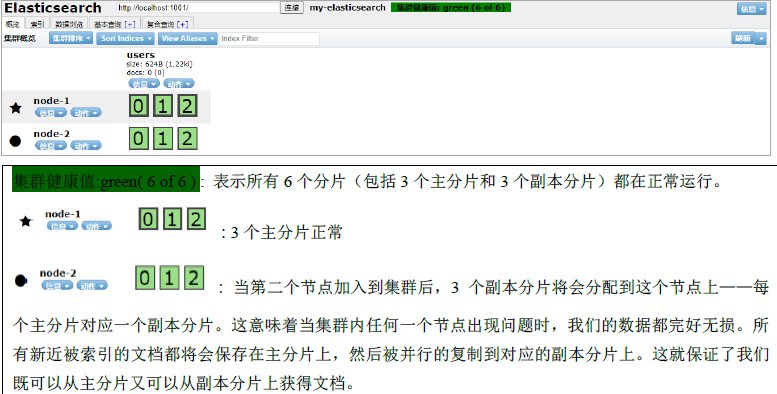 Elasticsearch http://localhost:1001/ 连接 my-elasticsearch 集群健康值: green (6 of 6) 信息
概览 索引 数据浏览 基本查询 [+] 复合查询 [+]
集群概览 集群排序 Sort Indices View Aliases Index Filter 刷新
users
size: 624B (1.22ki)
docs: 0 (0)
信息 动作
node-1 0 1 2
信息 动作
node-2 0 1 2
信息 动作
集群健康值:green( 6 of 6 ) : 表示所有 6 个分片（包括 3 个主分片和 3 个副本分片）都在正常运行。
node-1 0 1 2
信息 动作 : 3 个主分片正常
node-2 0 1 2
信息 动作 : 当第二个节点加入到集群后，3 个副本分片将会分配到这个节点上——每
个主分片对应一个副本分片。这意味着当集群内任何一个节点出现问题时，我们的数据都完好无损。所
有新近被索引的文档都将会保存在主分片上，然后被并行的复制到对应的副本分片上。这就保证了我们
既可以从主分片又可以从副本分片上获得文档。